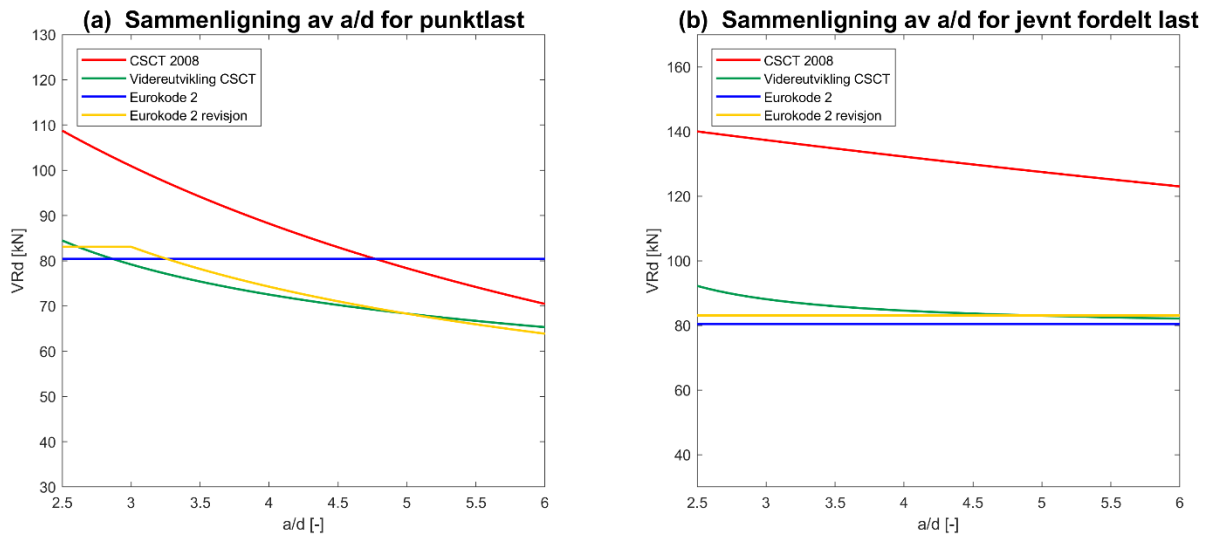 (a) Sammenligning av a/d for punktlast
130
120
110
100
90
80
70
60
50
40
30
VRd [kN]
CSCT 2008
Videreutvikling CSCT
Eurokode 2
Eurokode 2 revisjon
2.5 3 3.5 4 4.5 5 5.5 6
a/d [-]
(b) Sammenligning av a/d for jevnt fordelt last
160
140
120
100
80
60
40
VRd [kN]
CSCT 2008
Videreutvikling CSCT
Eurokode 2
Eurokode 2 revisjon
2.5 3 3.5 4 4.5 5 5.5 6
a/d [-]